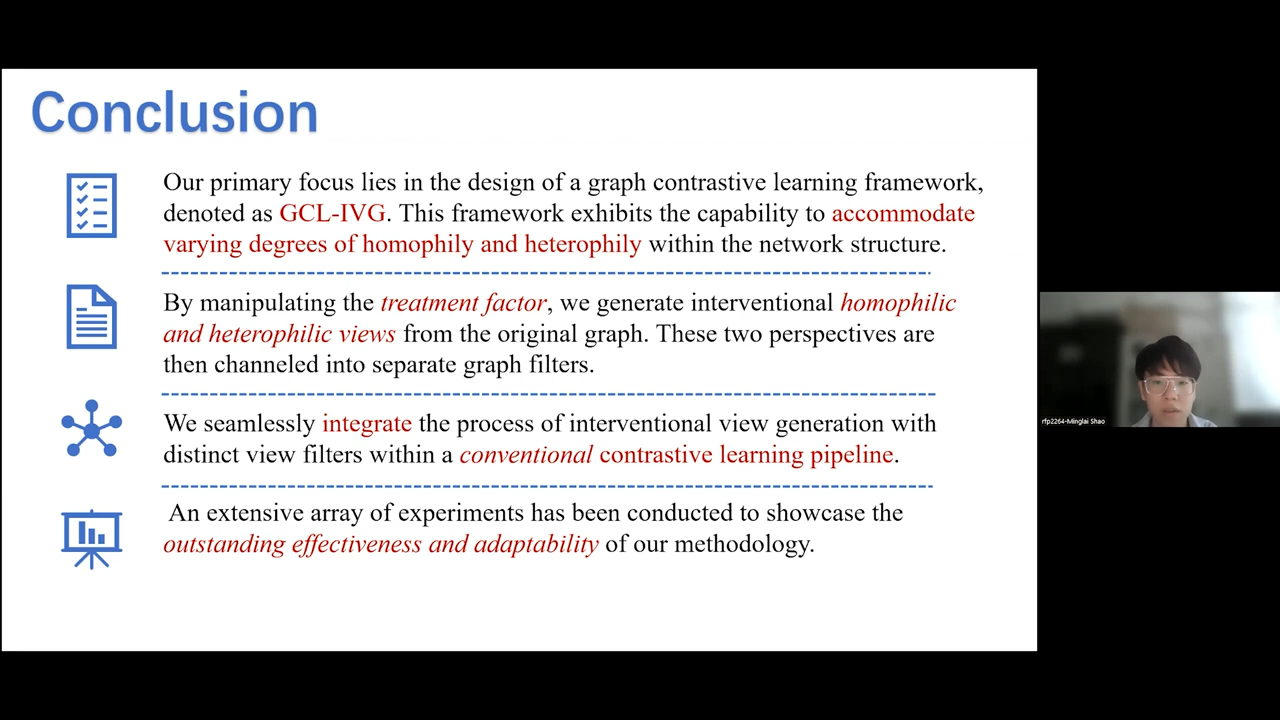 Conclusion
Our primary focus lies in the design of a graph contrastive learning framework,
denoted as GCL-IVG. This framework exhibits the capability to accommodate
varying degrees of homophily and heterophily within the network structure.
By manipulating the treatment factor, we generate interventional homophilic
and heterophilic views from the original graph. These two perspectives are
then channeled into separate graph filters.
We seamlessly integrate the process of interventional view generation with
distinct view filters within a conventional contrastive learning pipeline.
An extensive array of experiments has been conducted to showcase the
outstanding effectiveness and adaptability of our methodology.
rfp2264-Minglai Shao